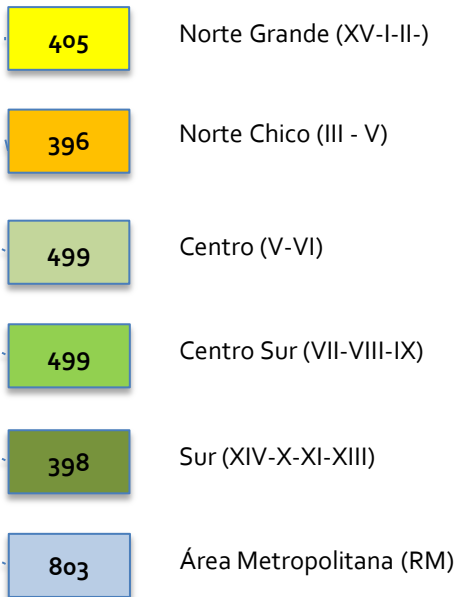 405 Norte Grande (XV-I-II-)
396 Norte Chico (III - V)
499 Centro (V-VI)
499 Centro Sur (VII-VIII-IX)
398 Sur (XIV-X-XI-XIII)
803 Área Metropolitana (RM)